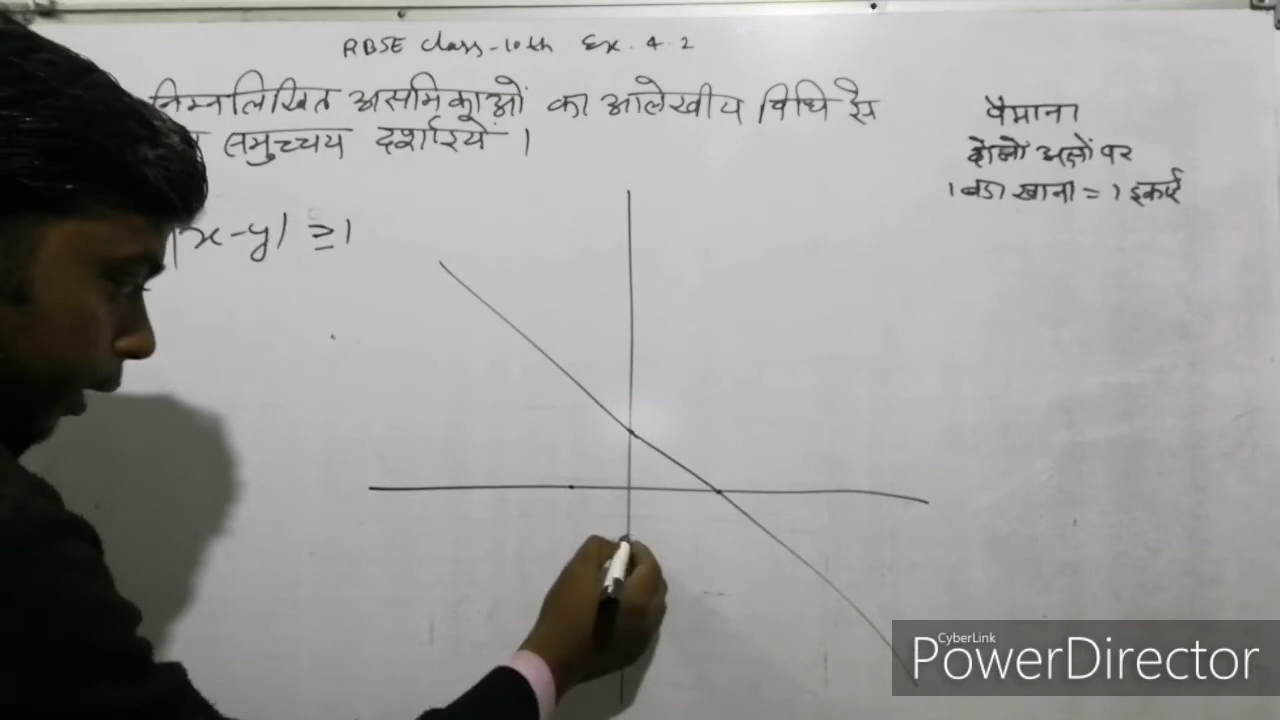 RBSE Class-10th Ex. 4.2
निम्नलिखित असमिकाओं का आलेखीय विधि से
समुच्चय दर्शाइये ।
पैमाना
दोनों अक्षों पर
1 बडा खाना = 1 इकाई
|x-y| ≥ 1
CyberLink
PowerDirector